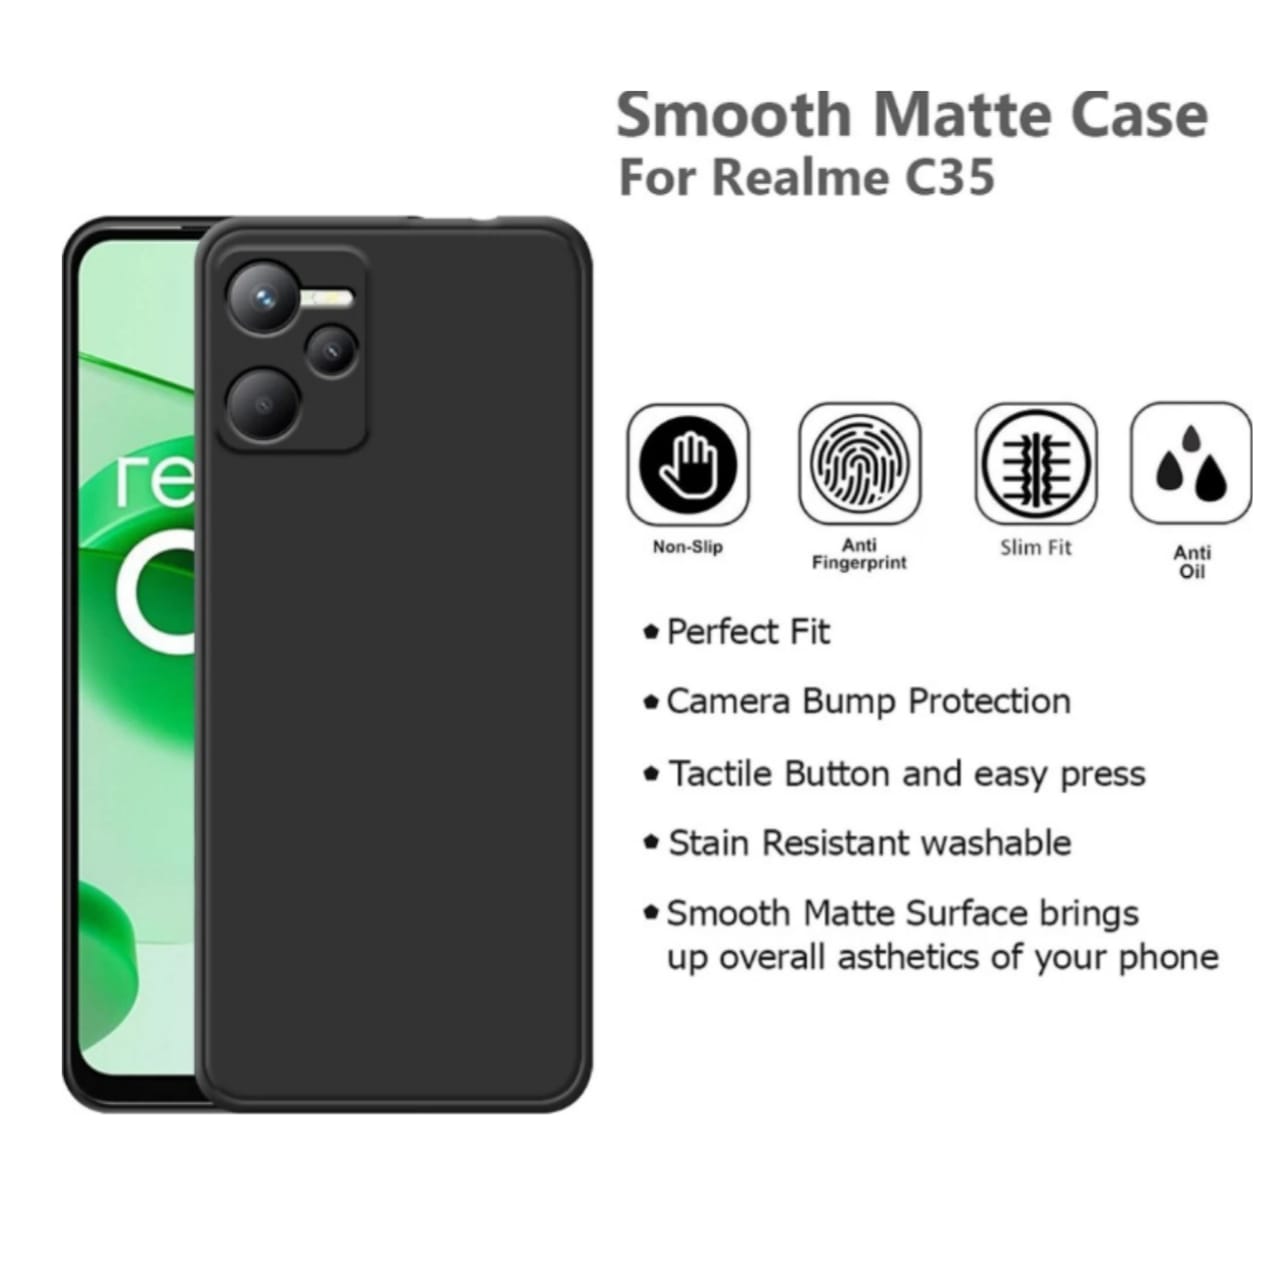 Smooth Matte Case
For Realme C35
re
C
Non-Slip
Anti
Fingerprint
Slim Fit
Anti
Oil
Perfect Fit
Camera Bump Protection
Tactile Button and easy press
Stain Resistant washable
Smooth Matte Surface brings
up overall asthetics of your phone